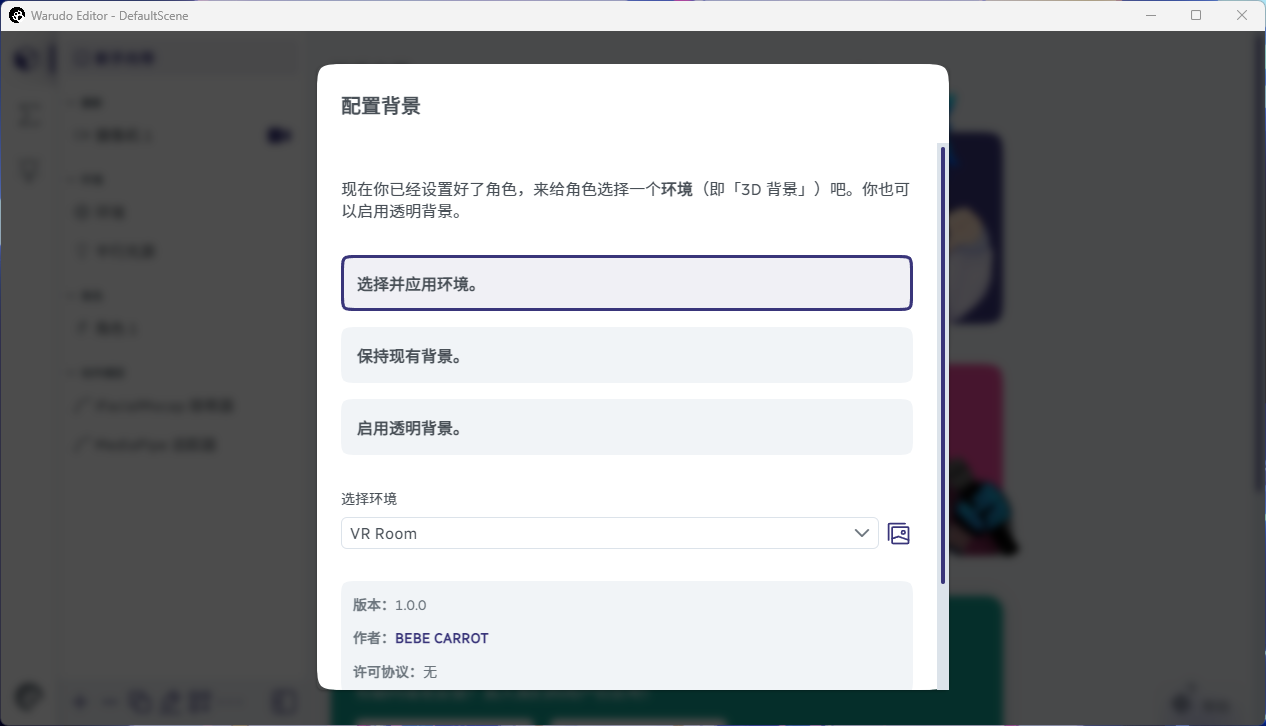 Warudo Editor - DefaultScene
配置背景
现在你已经设置好了角色，来给角色选择一个环境（即「3D 背景」）吧。你也可
以启用透明背景。
选择并应用环境。
保持现有背景。
启用透明背景。
选择环境
VR Room
版本：1.0.0
作者：BEBE CARROT
许可协议：无